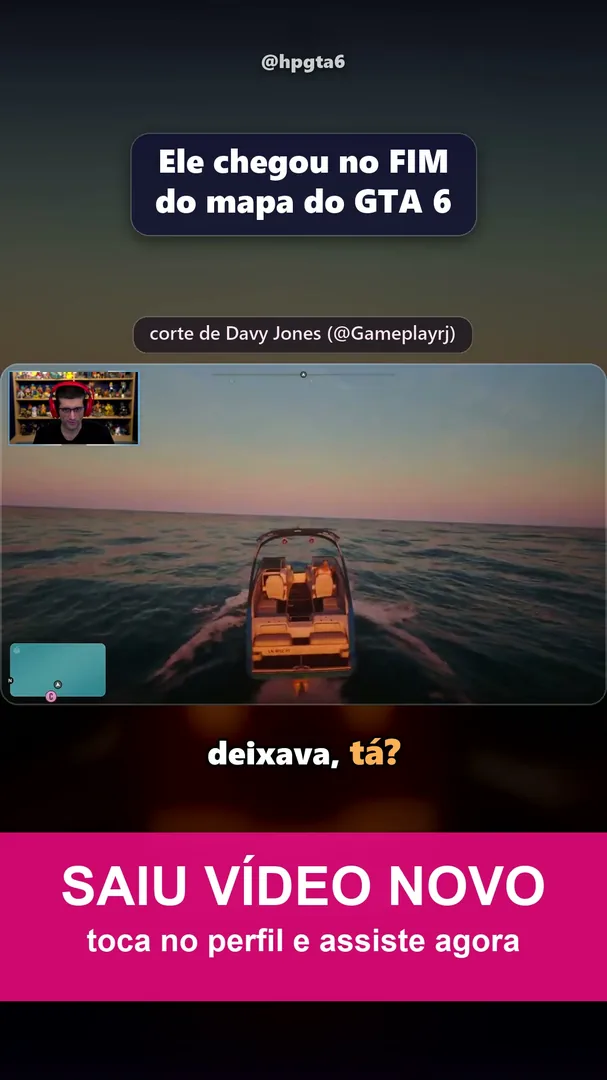 @hpgta6
Ele chegou no FIM
do mapa do GTA 6
corte de Davy Jones (@Gameplayrj)
deixava, tá?
SAIU VÍDEO NOVO
toca no perfil e assiste agora